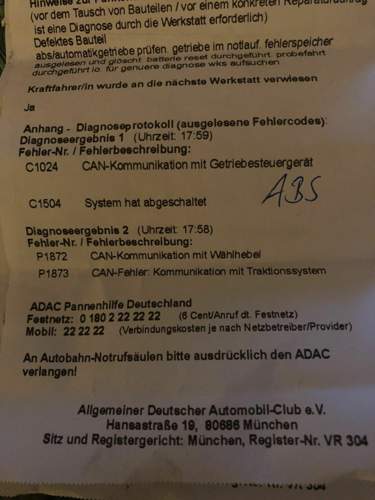 (vor dem Tausch von Bauteilen / vor einem konkreten Reparaturauftrag
ist eine Diagnose durch die Werkstatt erforderlich)
Defektes Bauteil
abs/automatikgetriebe prüfen. getriebe im notlauf. fehlerspeicher
ausgelesen und glöscht. batterie reset durchgeführt. probefahrt
durchgeführt io. für genuere diagnose wks aufsuchen.
Kraftfahrer/in wurde an die nächste Werkstatt verwiesen
Ja
Anhang - Diagnoseprotokoll (ausgelesene Fehlercodes):
Diagnoseergebnis 1 (Uhrzeit: 17:59)
Fehler-Nr. / Fehlerbeschreibung:
C1024 CAN-Kommunikation mit Getriebesteuergerät
ABS
C1504 System hat abgeschaltet
Diagnoseergebnis 2 (Uhrzeit: 17:58)
Fehler-Nr. / Fehlerbeschreibung:
P1872 CAN-Kommunikation mit Wählhebel
P1873 CAN-Fehler: Kommunikation mit Traktionssystem
ADAC Pannenhilfe Deutschland
Festnetz: 0 180 2 22 22 22 (6 Cent/Anruf dt. Festnetz)
Mobil: 22 22 22 (Verbindungskosten je nach Netzbetreiber/Provider)
An Autobahn-Notrufsäulen bitte ausdrücklich den ADAC
verlangen!
Allgemeiner Deutscher Automobil-Club e.V.
Hansastraße 19, 80686 München
Sitz und Registergericht: München, Register-Nr. VR 304
VR 304